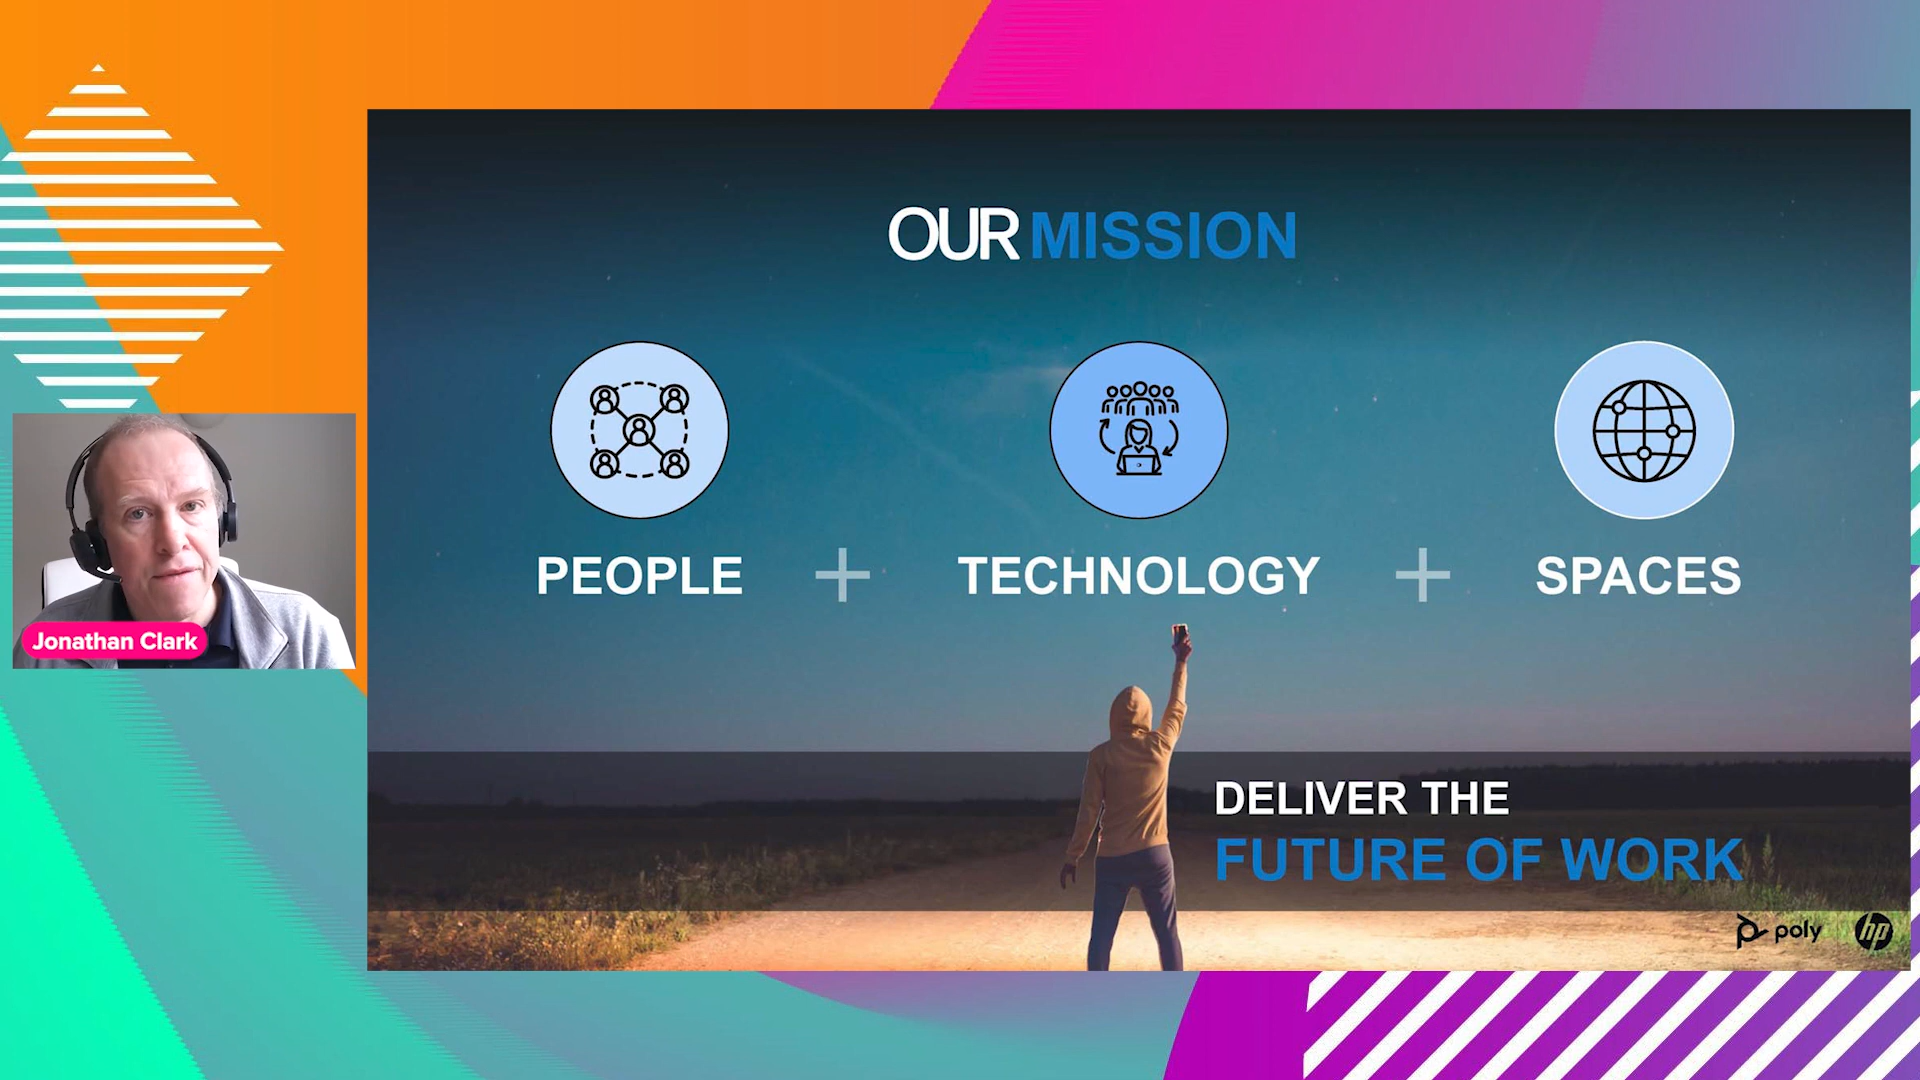 OUR MISSION
PEOPLE + TECHNOLOGY + SPACES
Jonathan Clark
DELIVER THE
FUTURE OF WORK
poly hp